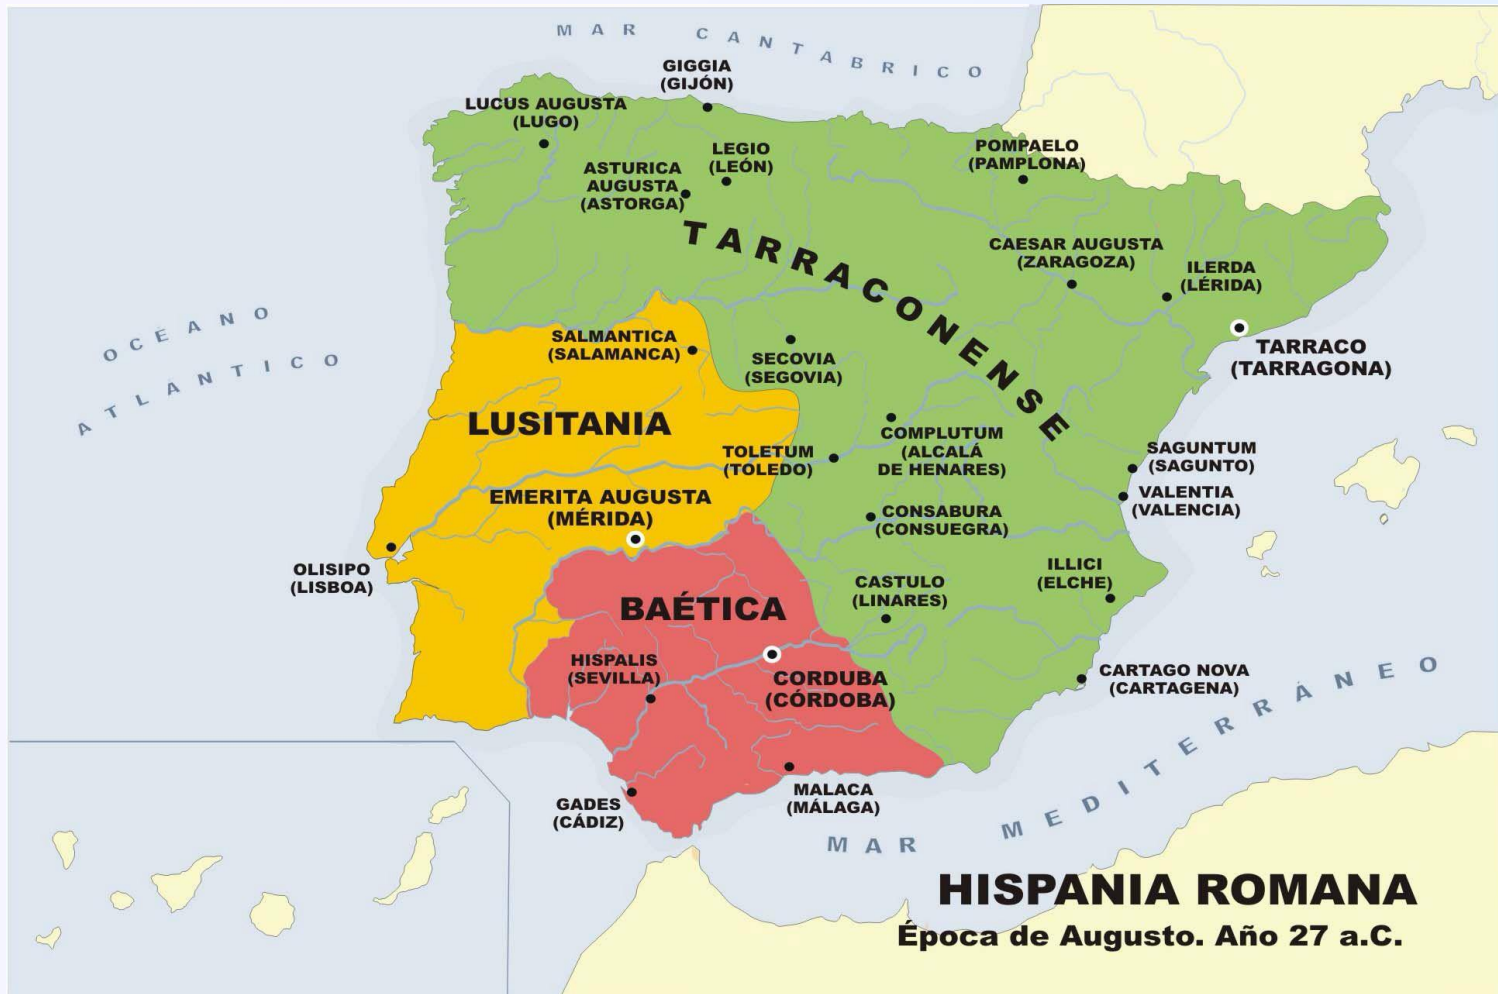 MAR CANTABRICO
GIGGIA
(GIJÓN)
LUCUS AUGUSTA
(LUGO)
LEGIO
(LEÓN)
ASTURICA
AUGUSTA
(ASTORGA)
POMPAELO
(PAMPLONA)
TARRACONENSE
CAESAR AUGUSTA
(ZARAGOZA)
ILERDA
(LÉRIDA)
OCÉANO
ATLANTICO
SALMANTICA
(SALAMANCA)
SECOVIA
(SEGOVIA)
TARRACO
(TARRAGONA)
LUSITANIA
TOLETUM
(TOLEDO)
COMPLUTUM
(ALCALÁ
DE HENARES)
SAGUNTUM
(SAGUNTO)
VALENTIA
(VALENCIA)
EMERITA AUGUSTA
(MÉRIDA)
CONSABURA
(CONSUEGRA)
OLISIPO
(LISBOA)
ILLICI
(ELCHE)
CASTULO
(LINARES)
BAÉTICA
HISPALIS
(SEVILLA)
CORDUBA
(CÓRDOBA)
CARTAGO NOVA
(CARTAGENA)
GADES
(CÁDIZ)
MALACA
(MÁLAGA)
MAR MEDITERRÁNEO
HISPANIA ROMANA
Época de Augusto. Año 27 a.C.